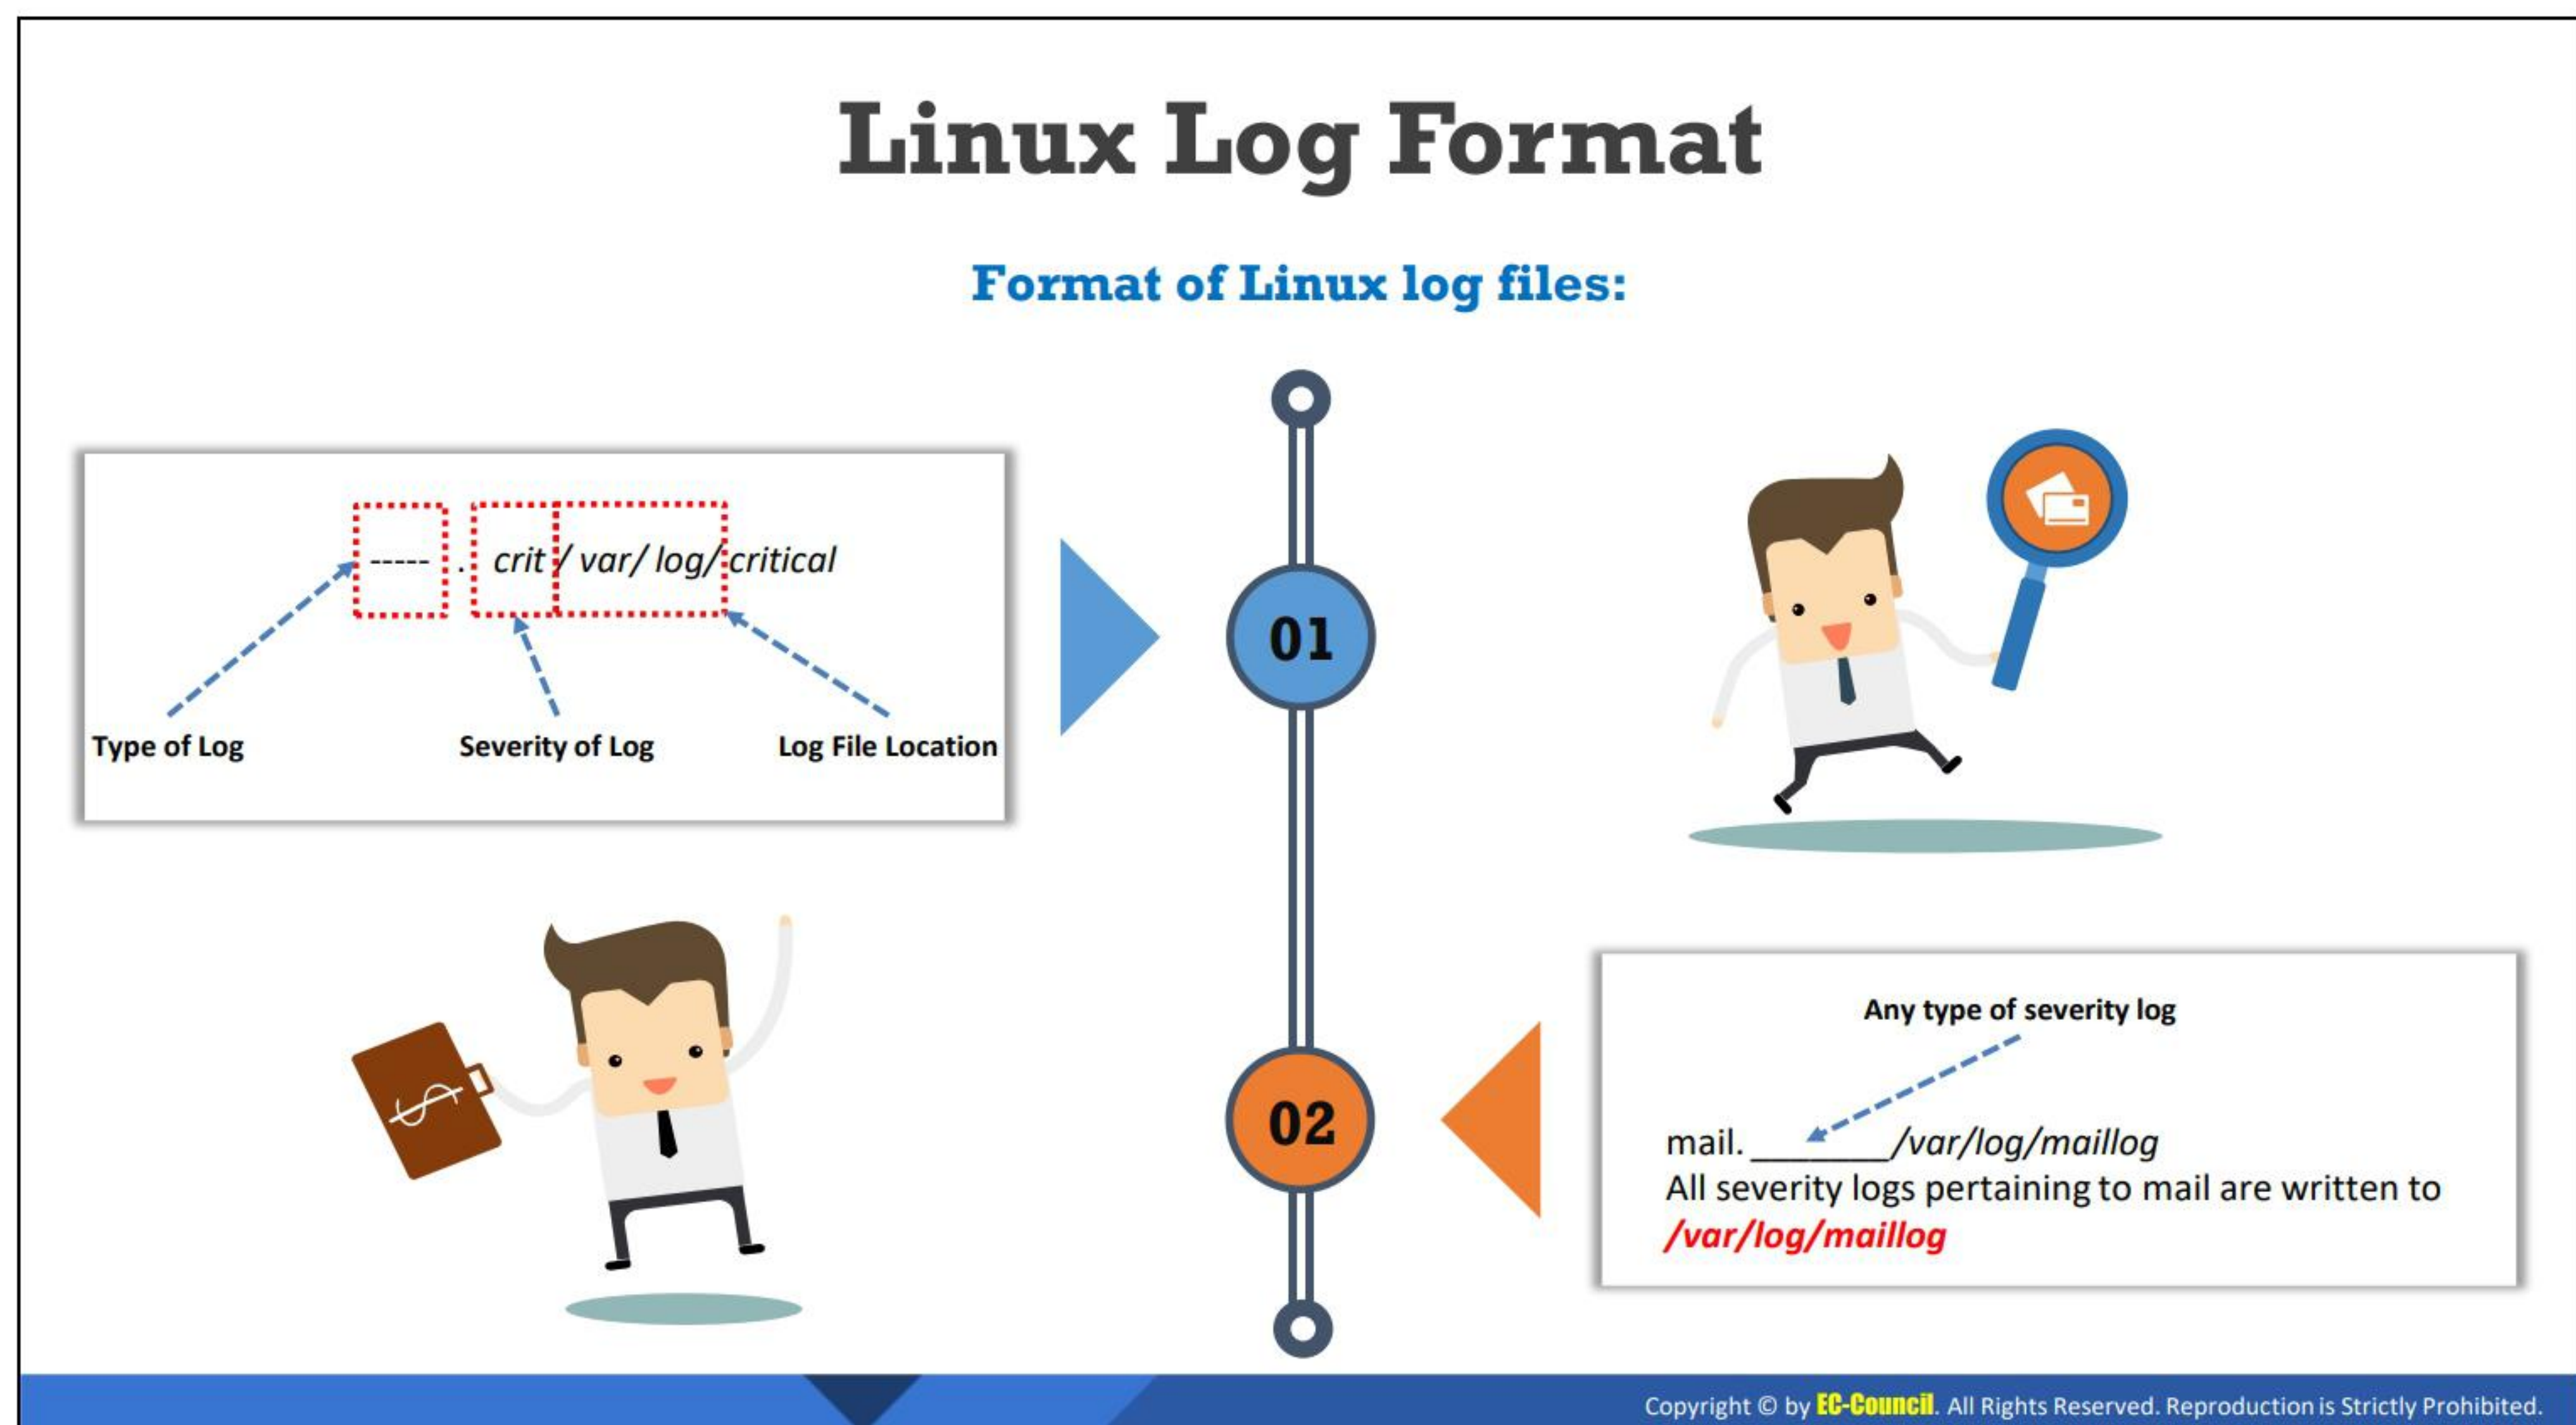 Linux Log Format
Format of Linux log files:
----- . crit / var/ log/ critical
Type of Log
Severity of Log
Log File Location
01
02
Any type of severity log
mail. _______/var/log/maillog
All severity logs pertaining to mail are written to
/var/log/maillog
Copyright © by EC-Council. All Rights Reserved. Reproduction is Strictly Prohibited.